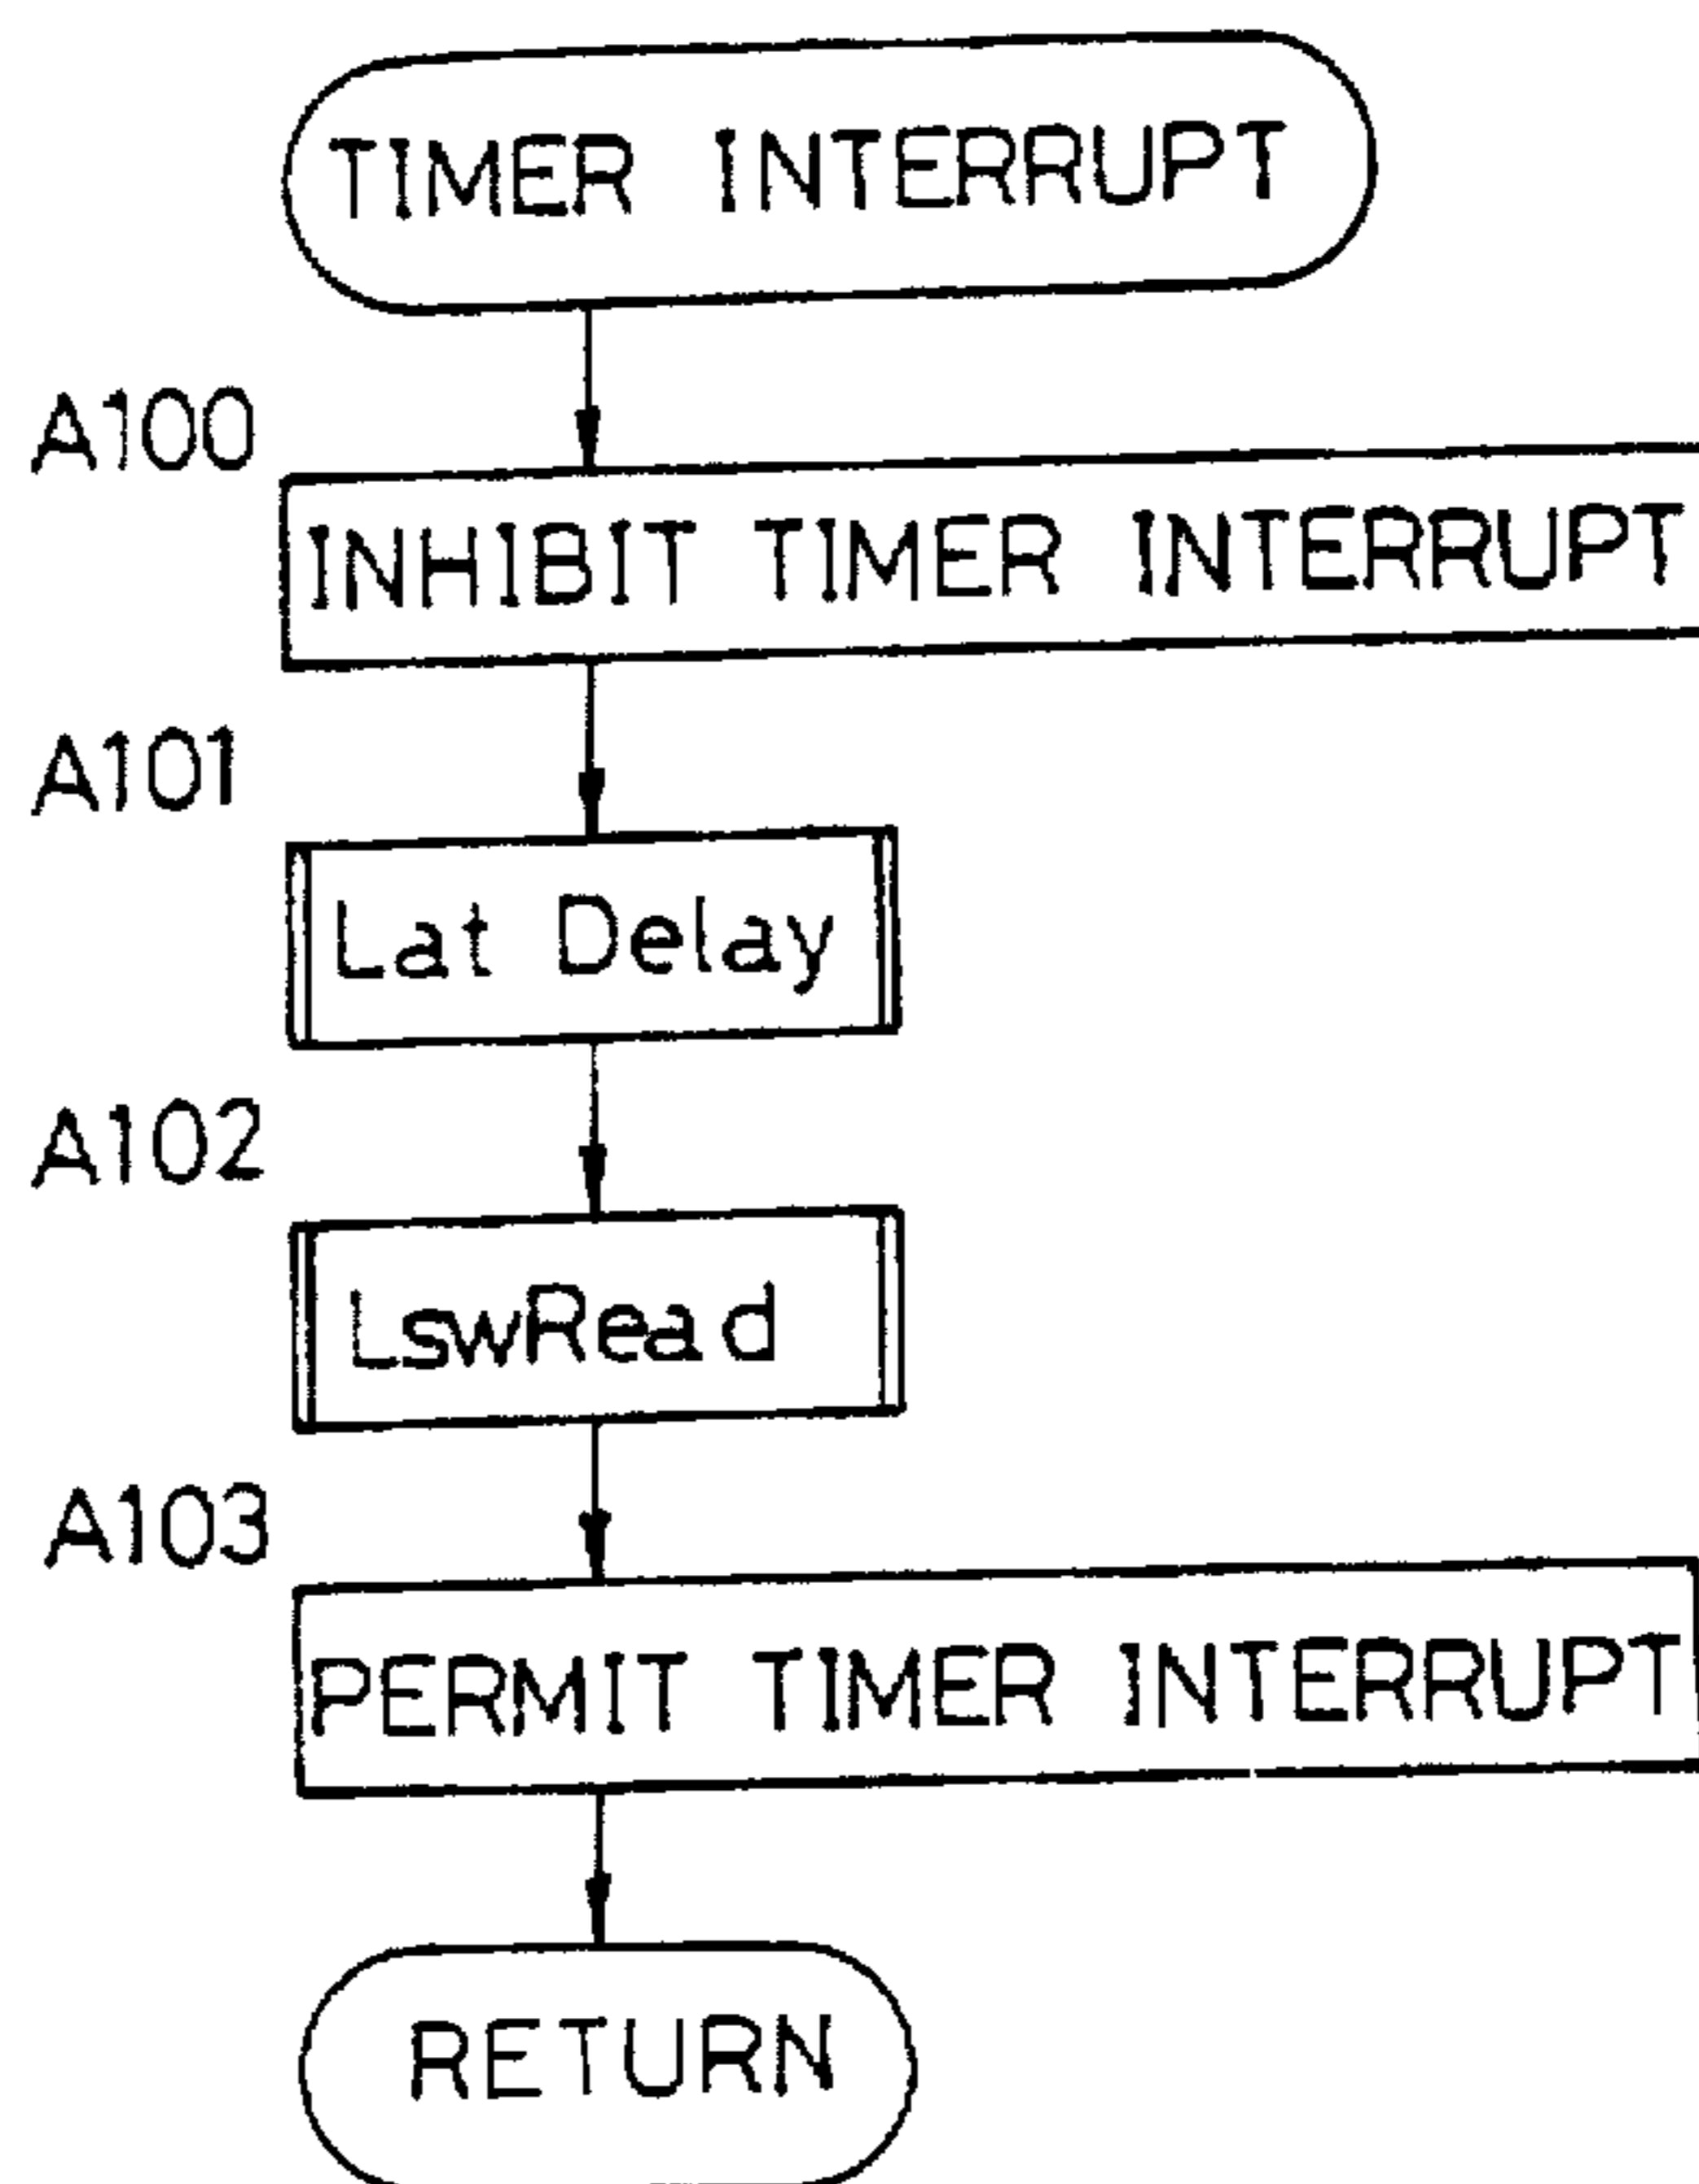 TIMER INTERRUPT
A100
INHIBIT TIMER INTERRUPT
A101
Lat Delay
A102
LswRead
A103
PERMIT TIMER INTERRUPT
RETURN